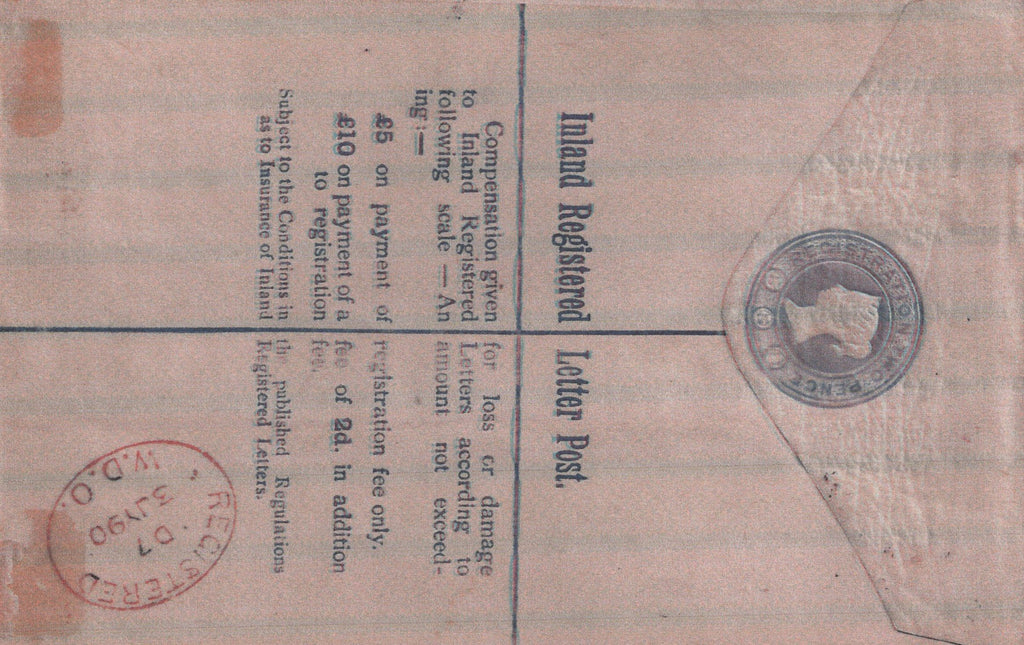 Inland Registered Letter Post.
Compensation given for loss or damage
to Inland Registered Letters according to
following scale — An amount not exceed-
ing:—
£5 on payment of registration fee only.
£10 on payment of a fee of 2d. in addition
to registration fee.
Subject to the Conditions in the published Regulations
as to Insurance of Inland Registered Letters.
REGISTRATION TWO PENCE
REGISTERED
D7
3 JY 90
W.D.O.